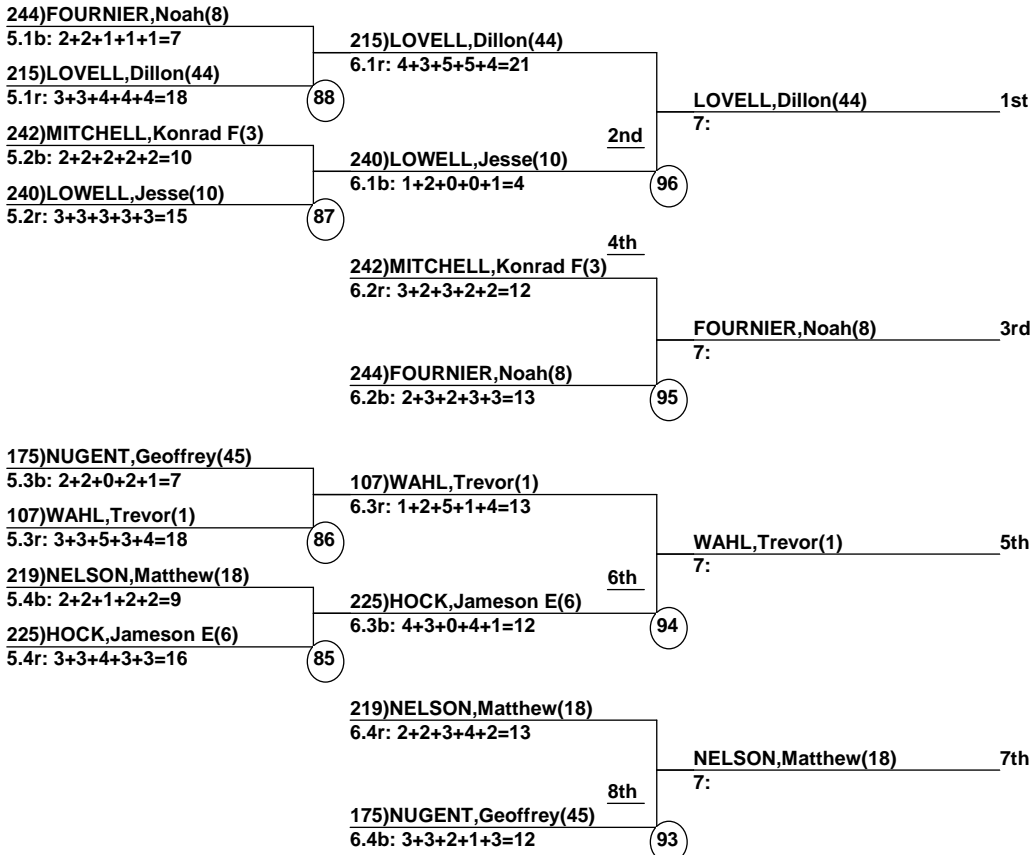 244)FOURNIER,Noah(8)
5.1b: 2+2+1+1+1=7
215)LOVELL,Dillon(44)
5.1r: 3+3+4+4+4=18
88
242)MITCHELL,Konrad F(3)
5.2b: 2+2+2+2+2=10
240)LOWELL,Jesse(10)
5.2r: 3+3+3+3+3=15
87
215)LOVELL,Dillon(44)
6.1r: 4+3+5+5+4=21
2nd
240)LOWELL,Jesse(10)
6.1b: 1+2+0+0+1=4
96
LOVELL,Dillon(44)
7:
1st
4th
242)MITCHELL,Konrad F(3)
6.2r: 3+2+3+2+2=12
244)FOURNIER,Noah(8)
6.2b: 2+3+2+3+3=13
95
FOURNIER,Noah(8)
7:
3rd
175)NUGENT,Geoffrey(45)
5.3b: 2+2+0+2+1=7
107)WAHL,Trevor(1)
5.3r: 3+3+5+3+4=18
86
219)NELSON,Matthew(18)
5.4b: 2+2+1+2+2=9
225)HOCK,Jameson E(6)
5.4r: 3+3+4+3+3=16
85
107)WAHL,Trevor(1)
6.3r: 1+2+5+1+4=13
6th
225)HOCK,Jameson E(6)
6.3b: 4+3+0+4+1=12
94
WAHL,Trevor(1)
7:
5th
219)NELSON,Matthew(18)
6.4r: 2+2+3+4+2=13
8th
175)NUGENT,Geoffrey(45)
6.4b: 3+3+2+1+3=12
93
NELSON,Matthew(18)
7:
7th